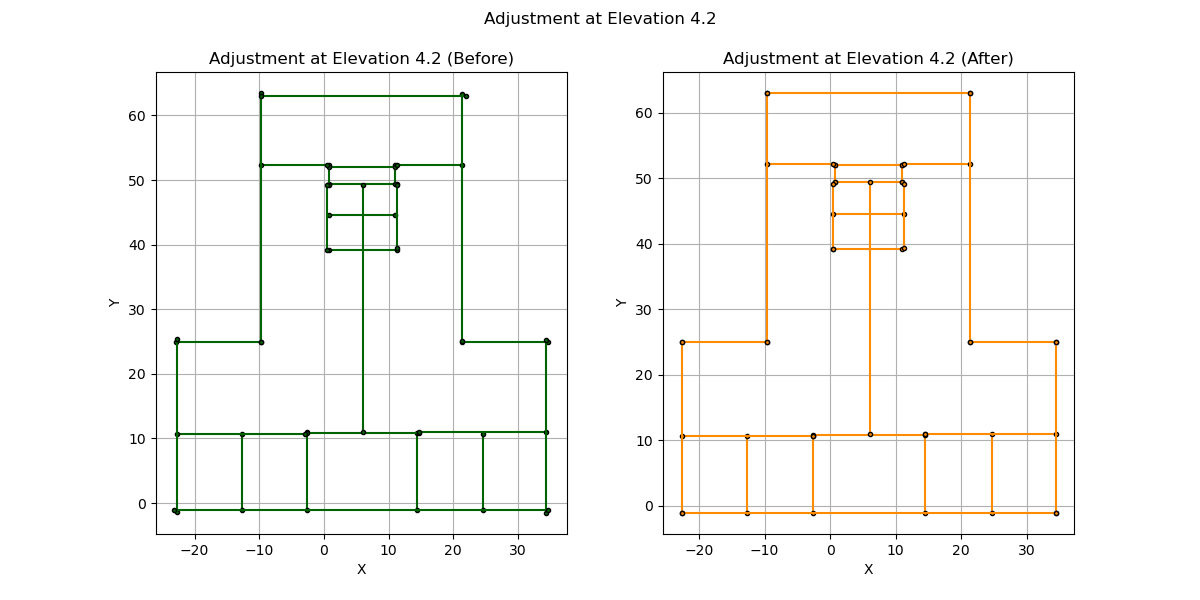 Adjustment at Elevation 4.2
Adjustment at Elevation 4.2 (Before)
60
50
40
30
20
10
0
Y
−20 −10 0 10 20 30
X
Adjustment at Elevation 4.2 (After)
60
50
40
30
20
10
0
Y
−20 −10 0 10 20 30
X